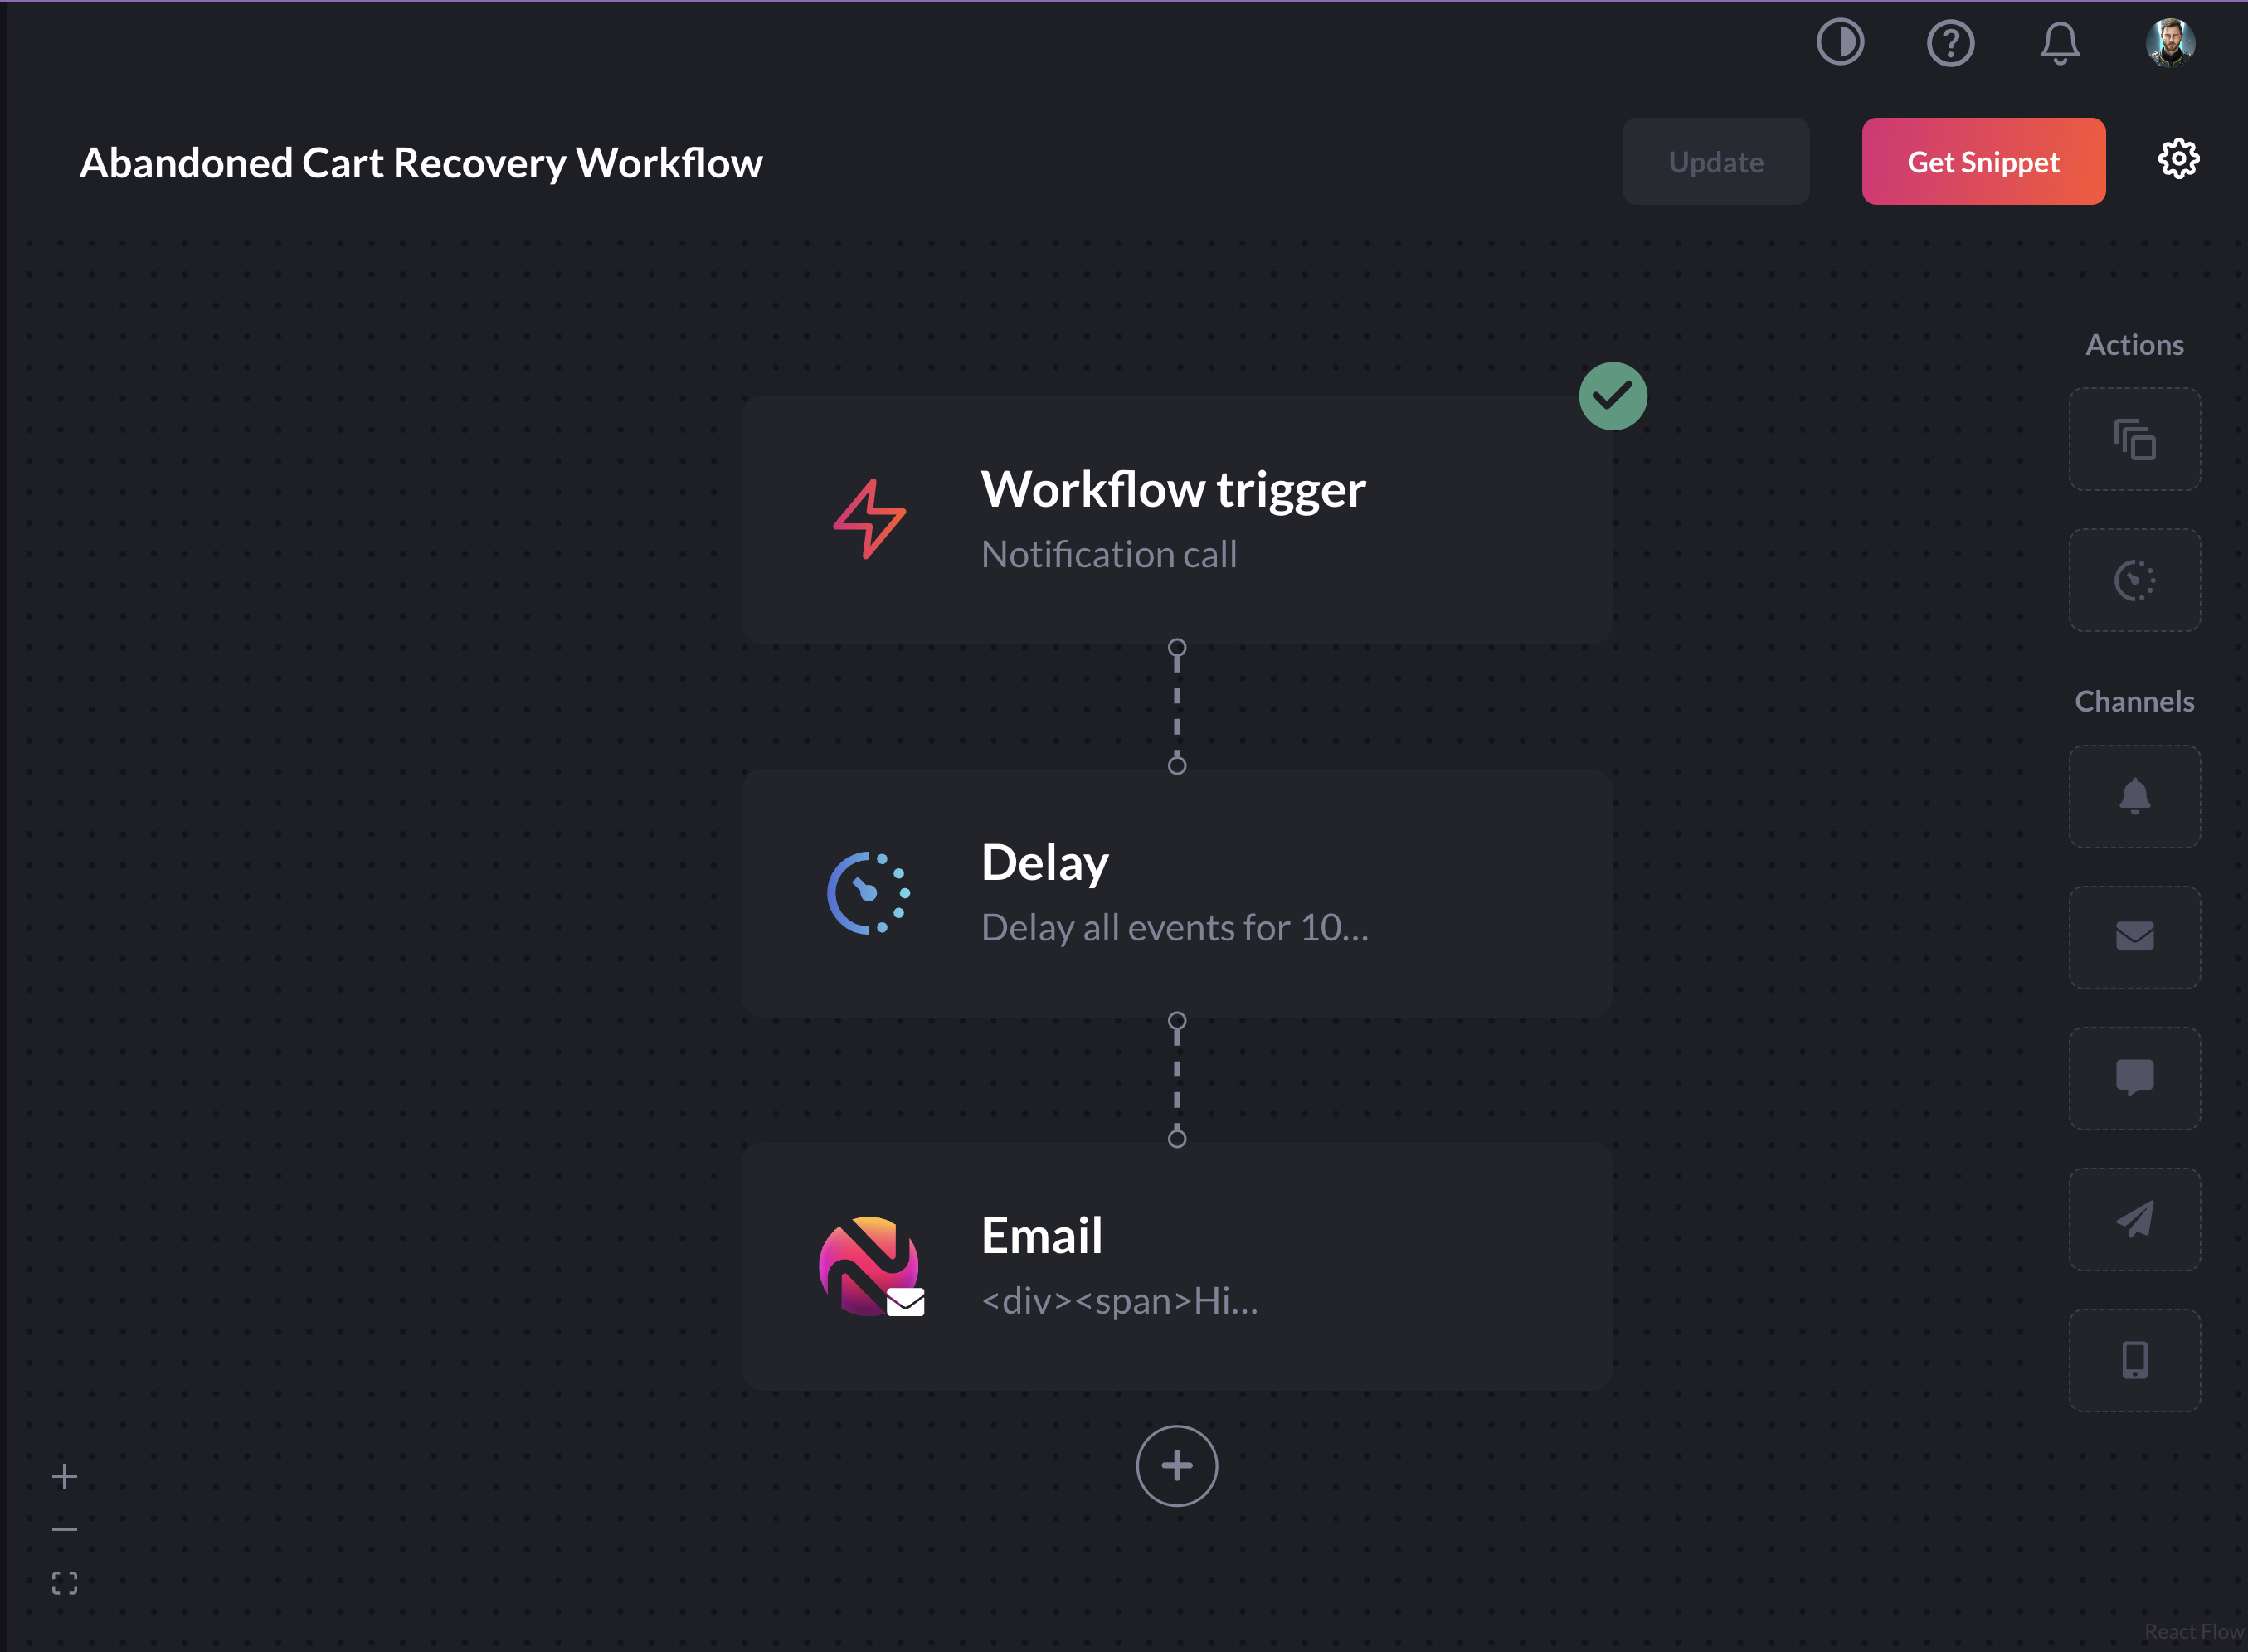 Abandoned Cart Recovery Workflow
Update
Get Snippet
Actions
Workflow trigger
Notification call
Channels
Delay
Delay all events for 10...
Email
<div><span>Hi...
React Flow